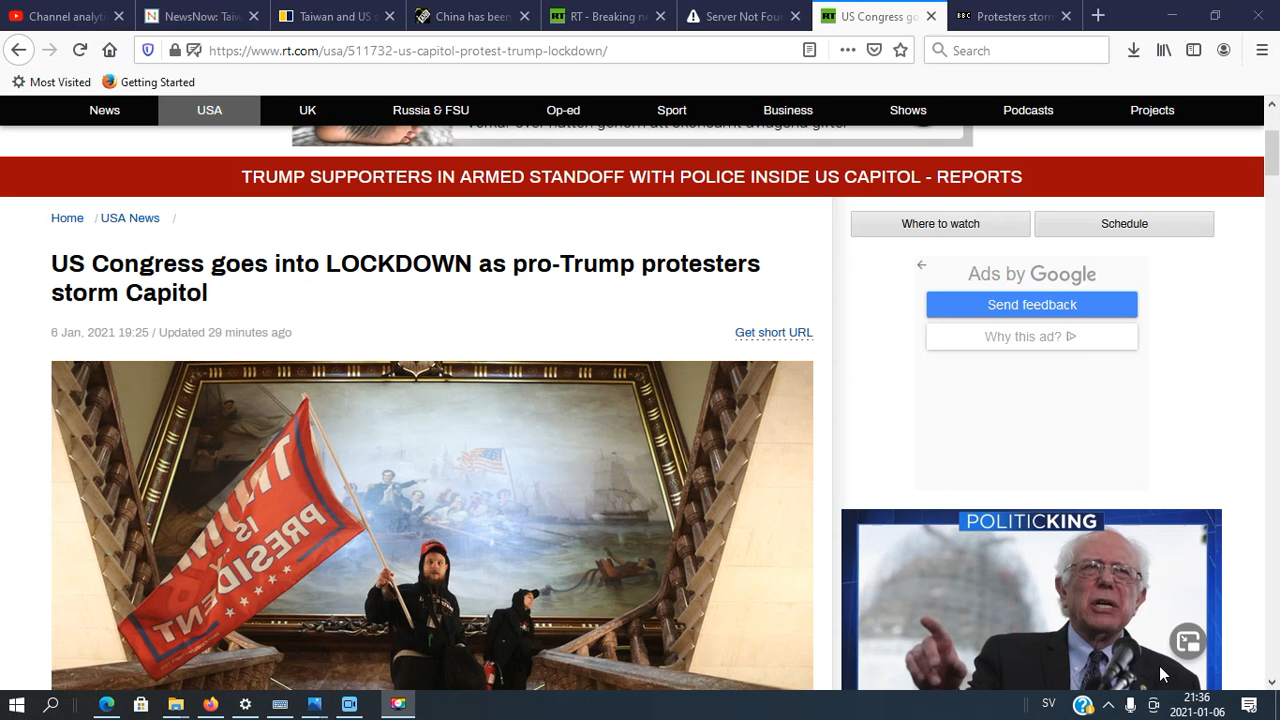 Channel analyti
NewsNow: Taiw
Taiwan and US s
China has been
RT - Breaking n
Server Not Foun
US Congress go
BBC
Protesters storm
https://www.rt.com/usa/511732-us-capitol-protest-trump-lockdown/
Search
Most Visited
Getting Started
News
USA
UK
Russia & FSU
Op-ed
Sport
Business
Shows
Podcasts
Projects
TRUMP SUPPORTERS IN ARMED STANDOFF WITH POLICE INSIDE US CAPITOL - REPORTS
Home / USA News /
Where to watch
Schedule
US Congress goes into LOCKDOWN as pro-Trump protesters
storm Capitol
6 Jan, 2021 19:25 / Updated 29 minutes ago
Get short URL
Ads by Google
Send feedback
Why this ad?
TRUMP
IS
PRESIDENT
POLITICKING
SV
21:36
2021-01-06